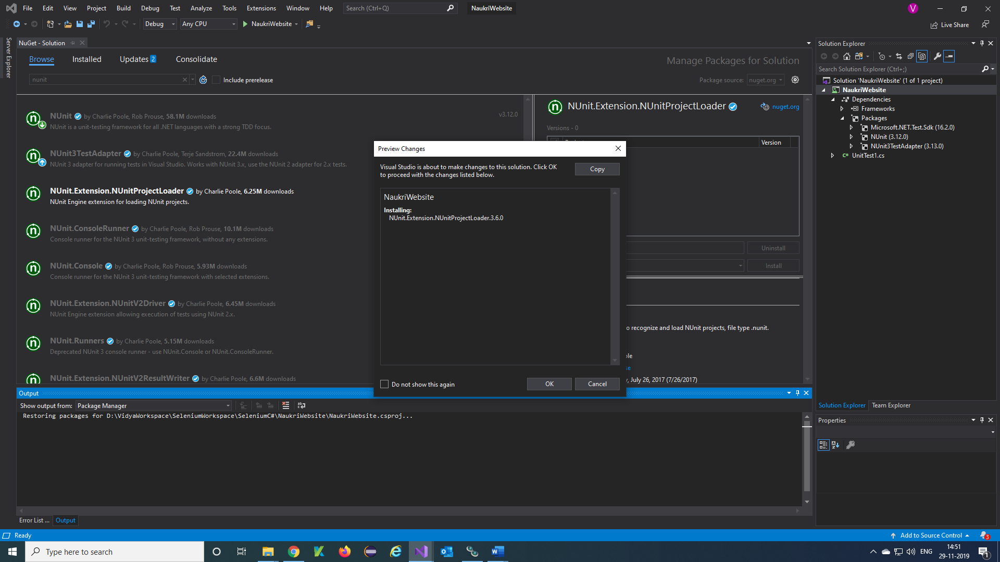 File Edit View Project Build Debug Test Analyze Tools Extensions Window Help Search (Ctrl+Q) NaukriWebsite V
Debug Any CPU NaukriWebsite Live Share
Server Explorer
NuGet - Solution
Browse Installed Updates 2 Consolidate
Manage Packages for Solution
nunit Include prerelease
Package source: nuget.org
NUnit by Charlie Poole, Rob Prouse, 58.1M downloads v3.12.0
NUnit is a unit-testing framework for all .NET languages with a strong TDD focus.
NUnit3TestAdapter by Charlie Poole, Terje Sandstrom, 22.4M downloads
NUnit 3 adapter for running tests in Visual Studio. Works with NUnit 3.x, use the NUnit 2 adapter for 2.x tests.
NUnit.Extension.NUnitProjectLoader by Charlie Poole, 6.25M downloads
NUnit Engine extension for loading NUnit projects.
NUnit.ConsoleRunner by Charlie Poole, Rob Prouse, 10.1M downloads
Console runner for the NUnit 3 unit-testing framework, without any extensions.
NUnit.Console by Charlie Poole, Rob Prouse, 5.93M downloads
Console runner for the NUnit 3 unit-testing framework with selected extensions.
NUnit.Extension.NUnitV2Driver by Charlie Poole, 6.45M downloads
NUnit Engine extension allowing execution of tests using NUnit 2.x.
NUnit.Runners by Charlie Poole, 5.15M downloads
Deprecated NUnit 3 console runner - use NUnit.Console or NUnit.ConsoleRunner.
NUnit.Extension.NUnitV2ResultWriter by Charlie Poole, 6.6M downloads
NUnit.Extension.NUnitProjectLoader nuget.org
Versions - 0
Version
Uninstall
Install
o recognize and load NUnit projects, file type .nunit.
ole
se
, July 26, 2017 (7/26/2017)
Preview Changes
Visual Studio is about to make changes to this solution. Click OK
to proceed with the changes listed below.
Copy
NaukriWebsite
Installing:
NUnit.Extension.NUnitProjectLoader.3.6.0
Do not show this again OK Cancel
Output
Show output from: Package Manager
Restoring packages for D:\VidyaWorkspace\SeleniumWorkspace\SeleniumC#\NaukriWebsite\NaukriWebsite.csproj...
Error List ... Output
Solution Explorer
Search Solution Explorer (Ctrl+;)
Solution 'NaukriWebsite' (1 of 1 project)
NaukriWebsite
Dependencies
Frameworks
Packages
Microsoft.NET.Test.Sdk (16.2.0)
NUnit (3.12.0)
NUnit3TestAdapter (3.13.0)
C# UnitTest1.cs
Solution Explorer Team Explorer
Properties
Ready Add to Source Control 3
Type here to search
ENG 14:51
29-11-2019 1